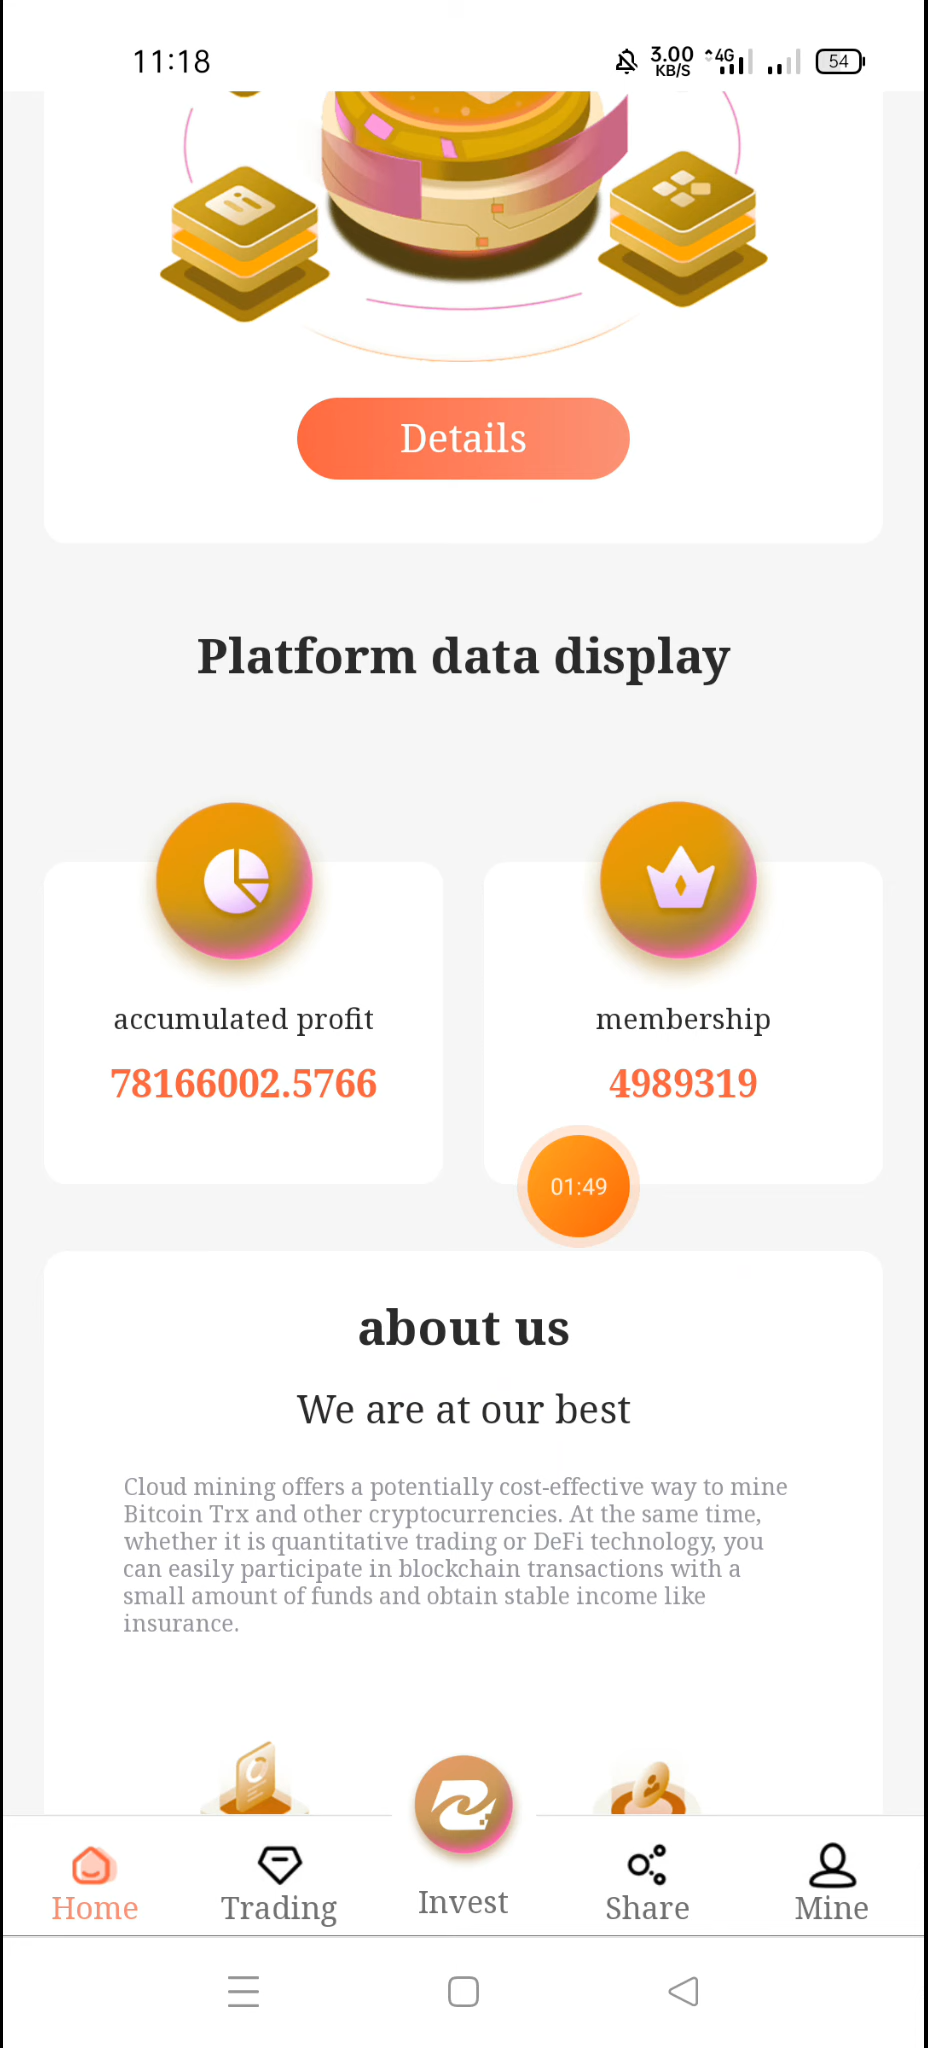 11:18
3.00
KB/S
4G
54
Details
Platform data display
accumulated profit
78166002.5766
membership
4989319
01:49
about us
We are at our best
Cloud mining offers a potentially cost-effective way to mine
Bitcoin Trx and other cryptocurrencies. At the same time,
whether it is quantitative trading or DeFi technology, you
can easily participate in blockchain transactions with a
small amount of funds and obtain stable income like
insurance.
Home
Trading
Invest
Share
Mine